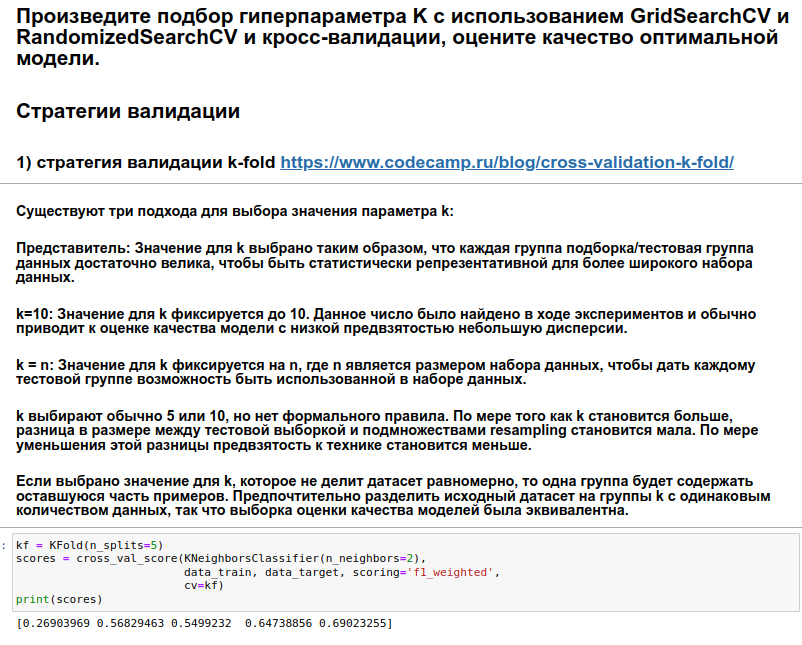 Произведите подбор гиперпараметра K с использованием GridSearchCV и
RandomizedSearchCV и кросс-валидации, оцените качество оптимальной
модели.
Стратегии валидации
1) стратегия валидации k-fold https://www.codecamp.ru/blog/cross-validation-k-fold/
Существуют три подхода для выбора значения параметра k:
Представитель: Значение для k выбрано таким образом, что каждая группа подборка/тестовая группа
данных достаточно велика, чтобы быть статистически репрезентативной для более широкого набора
данных.
k=10: Значение для k фиксируется до 10. Данное число было найдено в ходе экспериментов и обычно
приводит к оценке качества модели с низкой предвзятостью небольшую дисперсии.
k = n: Значение для k фиксируется на n, где n является размером набора данных, чтобы дать каждому
тестовой группе возможность быть использованной в наборе данных.
k выбирают обычно 5 или 10, но нет формального правила. По мере того как k становится больше,
разница в размере между тестовой выборкой и подмножествами resampling становится мала. По мере
уменьшения этой разницы предвзятость к технике становится меньше.
Если выбрано значение для k, которое не делит датасет равномерно, то одна группа будет содержать
оставшуюся часть примеров. Предпочтительно разделить исходный датасет на группы k с одинаковым
количеством данных, так что выборка оценки качества моделей была эквивалентна.
: kf = KFold(n_splits=5)
scores = cross_val_score(KNeighborsClassifier(n_neighbors=2),
data_train, data_target, scoring='f1_weighted',
cv=kf)
print(scores)
[0.26903969 0.56829463 0.5499232  0.64738856 0.69023255]